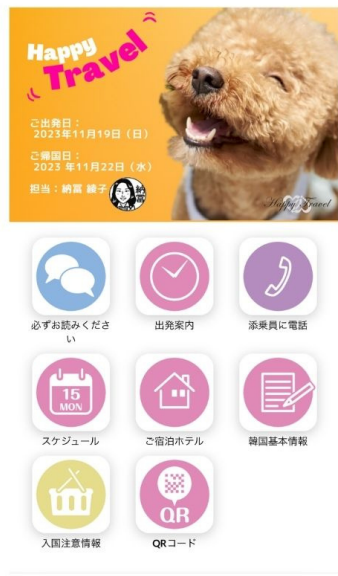 Happy
Travel
ご出発日：
2023年11月19日（日）
ご帰国日：
2023 年11月22日（水）
担当：納冨 綾子
Happy Travel
必ずお読みくださ
い
出発案内
添乗員に電話
15
MON
スケジュール
ご宿泊ホテル
韓国基本情報
QR
入国注意情報
QRコード